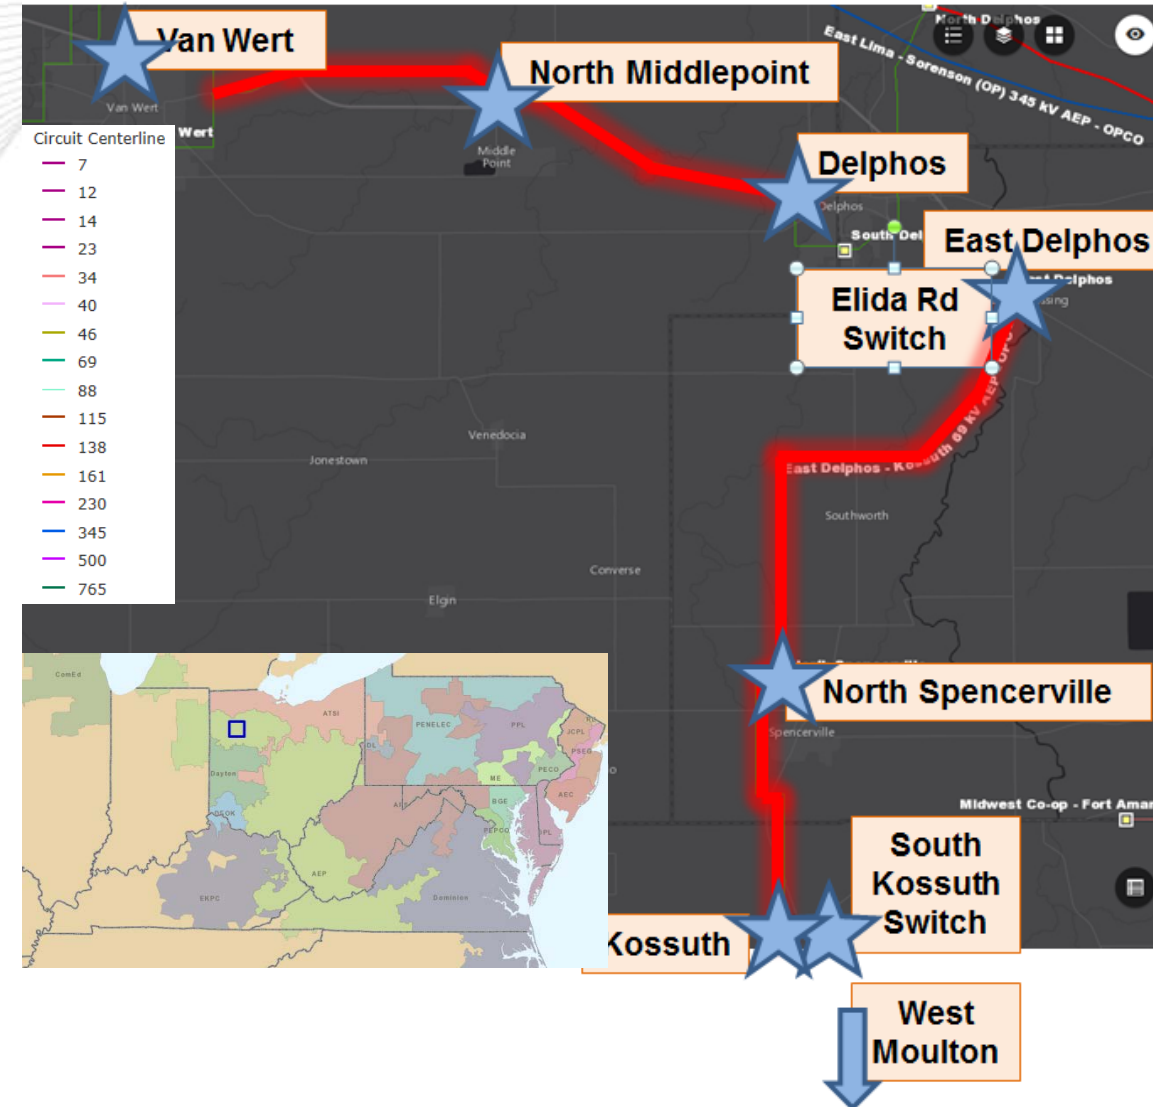 Van Wert
North Middlepoint
North Delphos
East Lima - Sorenson (OP) 345 kV AEP - OPCO
Van Wert
Wert
Middle
Point
Delphos
Delphos
South Del
East Delphos
Delphos
Elida Rd
Switch
Circuit Centerline
7
12
14
23
34
40
46
69
88
115
138
161
230
345
500
765
East Delphos - Kossuth 69 kV AEP - OPC
Venedocia
Jonestown
Southworth
Converse
Elgin
North Spencerville
Spencerville
Midwest Co-op - Fort Amar
ComEd
ATSI
PENELEC
PPL
JCPL
PSEG
DL
Dayton
ME
PECO
AEC
BGE
DEOK
PEPCO
DPL
AEP
EKPC
Dominion
South
Kossuth
Switch
Kossuth
West
Moulton